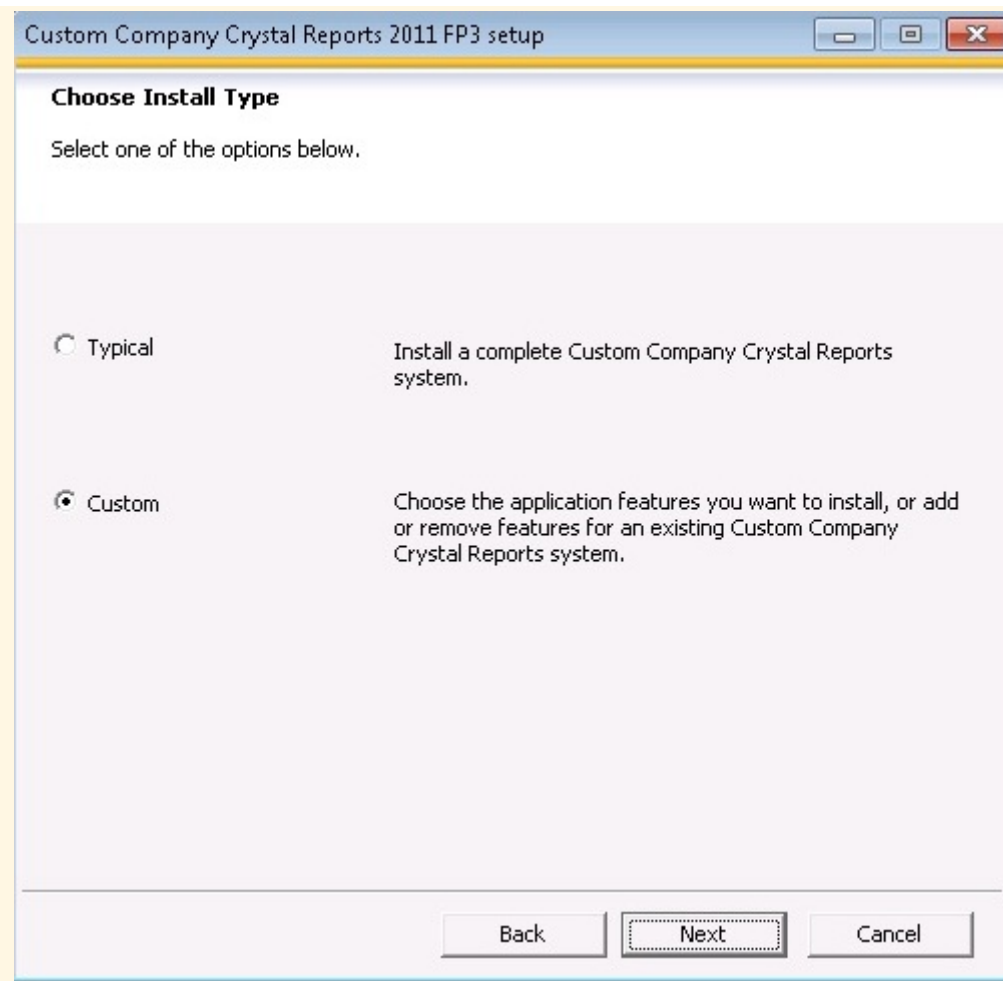 Custom Company Crystal Reports 2011 FP3 setup
Choose Install Type
Select one of the options below.
Typical
Install a complete Custom Company Crystal Reports
system.
Custom
Choose the application features you want to install, or add
or remove features for an existing Custom Company
Crystal Reports system.
Back
Next
Cancel